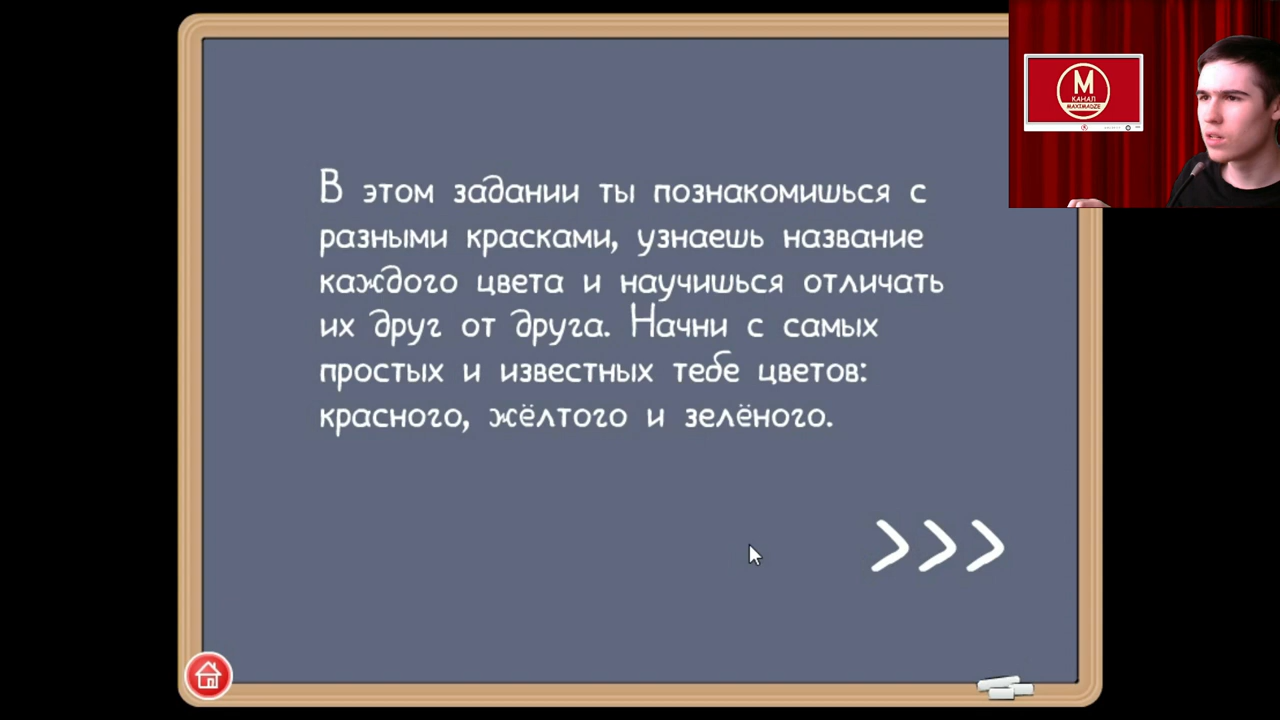 В этом задании ты познакомишься с
разными красками, узнаешь название
каждого цвета и научишься отличать
их друг от друга. Начни с самых
простых и известных тебе цветов:
красного, жёлтого и зелёного.
>>>
М
КАНАЛ
MAXIMADZE